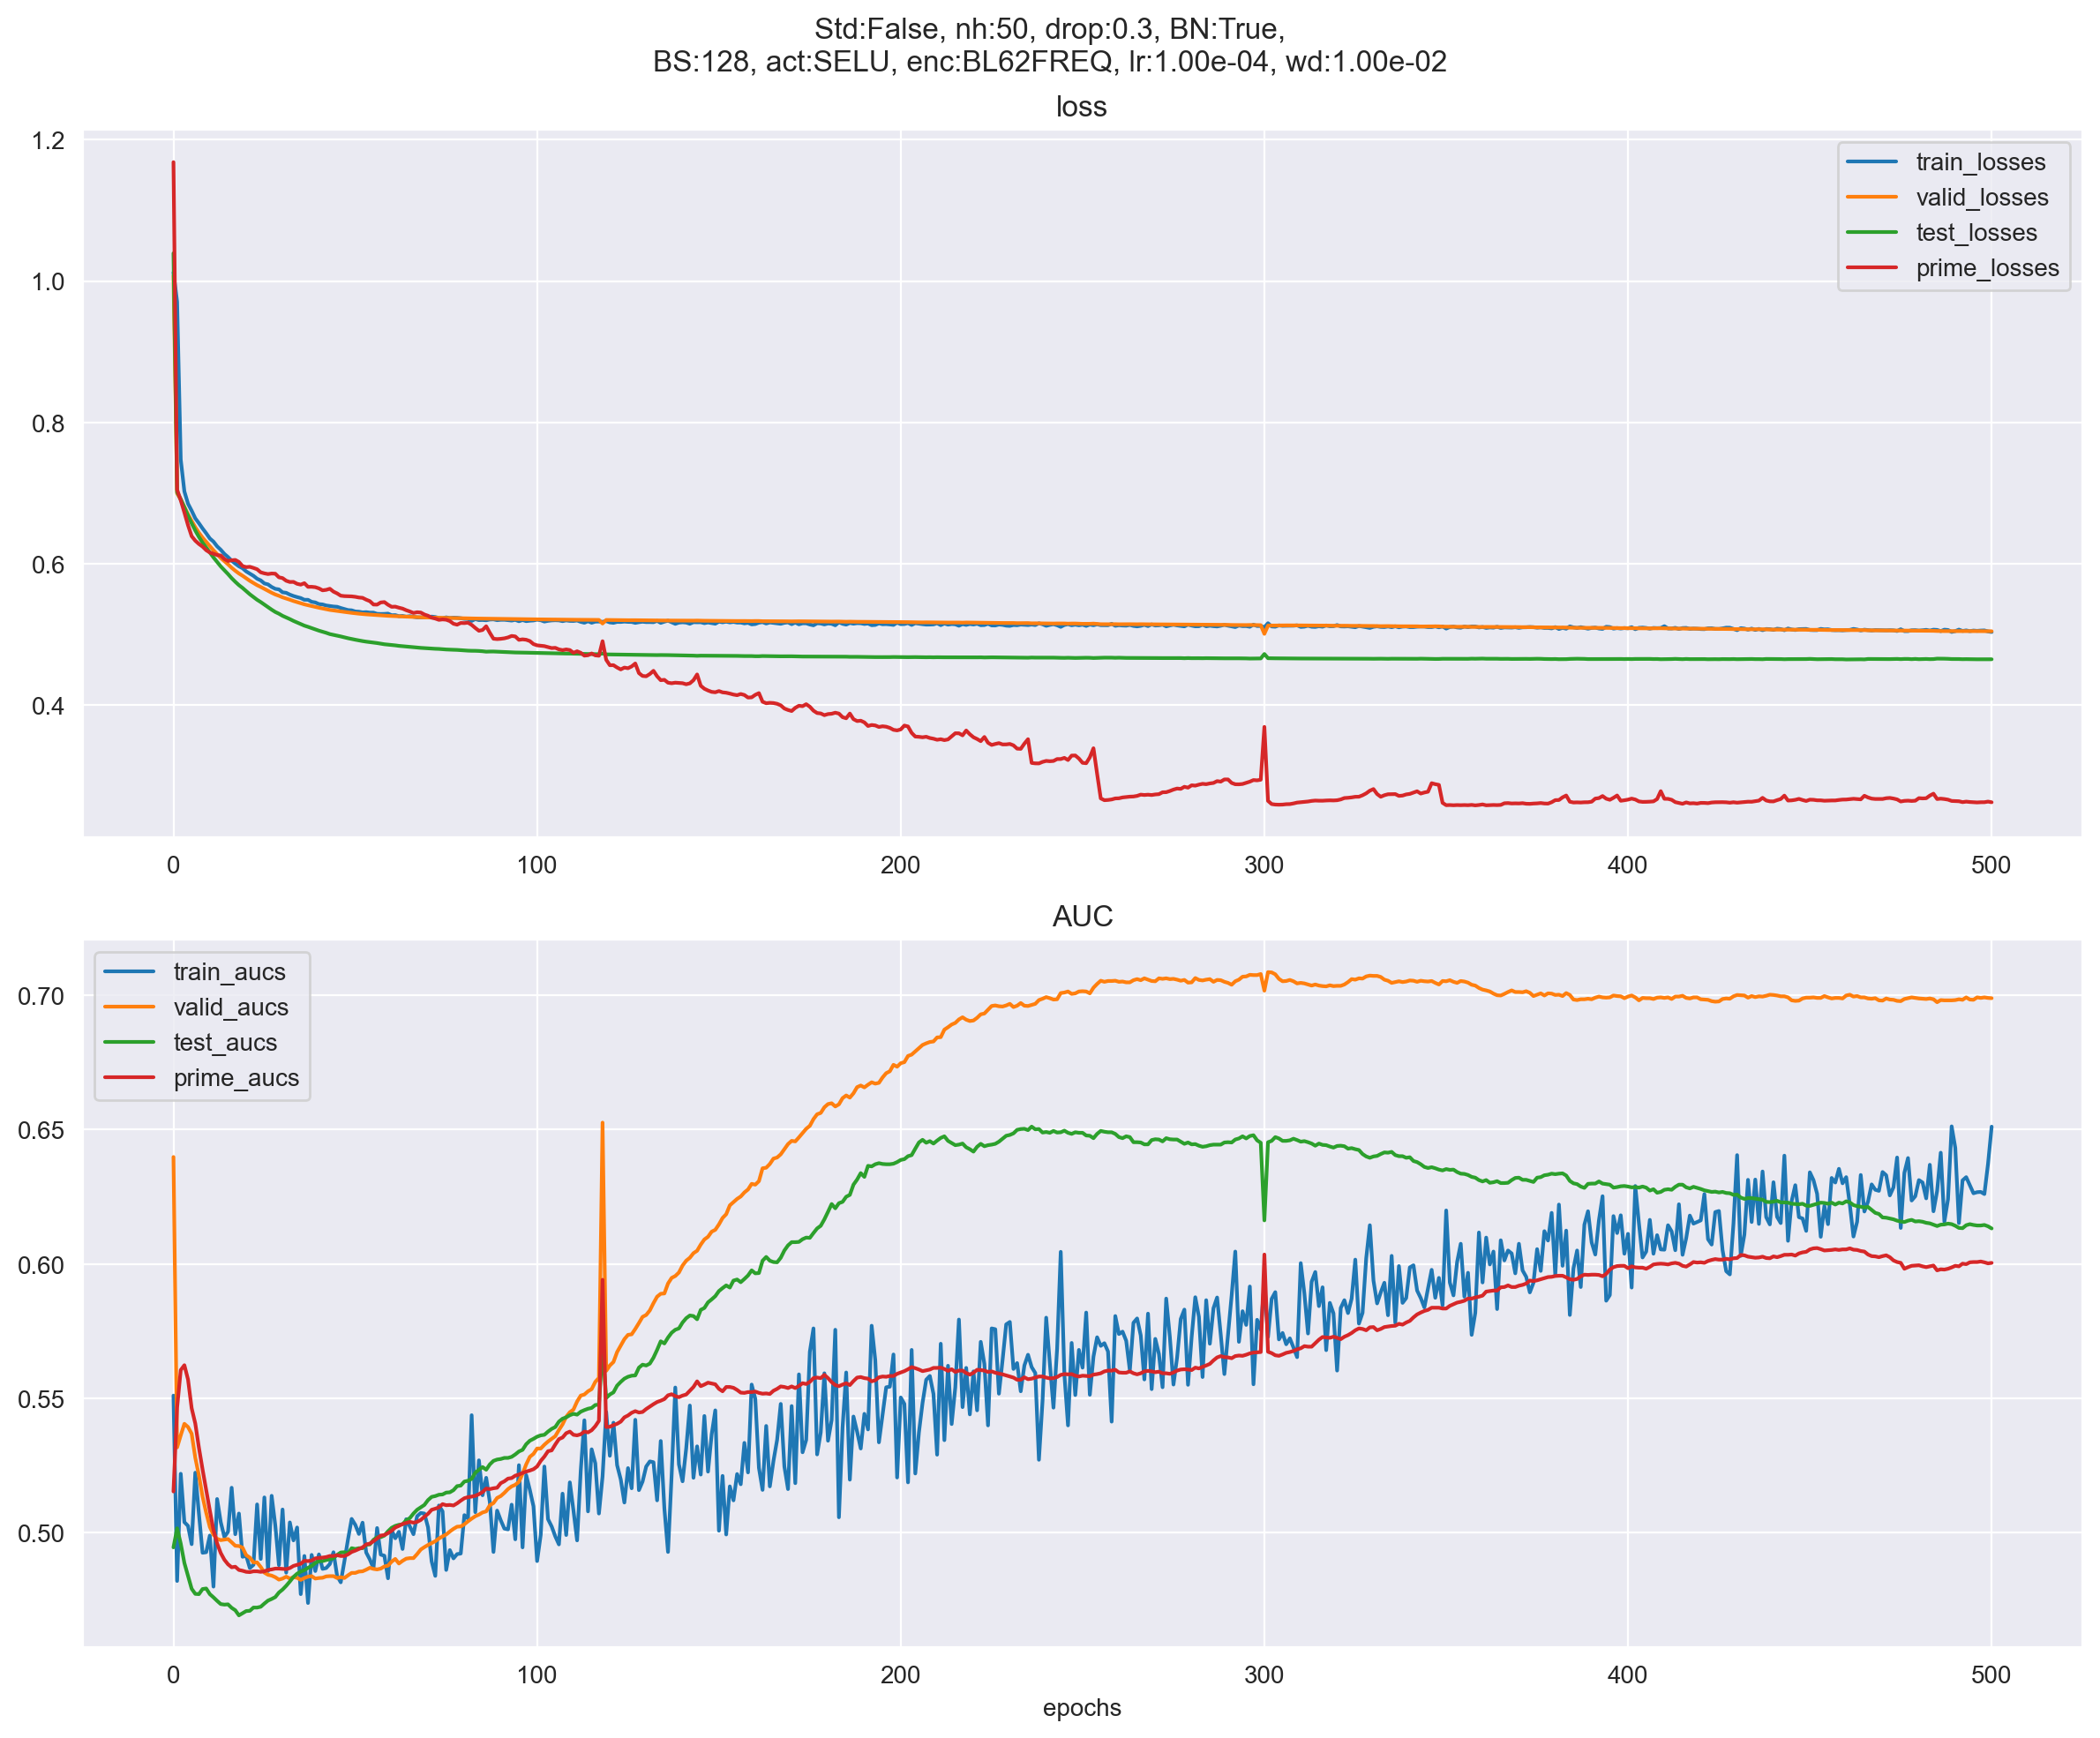 Std:False, nh:50, drop:0.3, BN:True,
BS:128, act:SELU, enc:BL62FREQ, lr:1.00e-04, wd:1.00e-02
loss
1.2
1.0
0.8
0.6
0.4
train_losses
valid_losses
test_losses
prime_losses
0 100 200 300 400 500
AUC
0.70
0.65
0.60
0.55
0.50
train_aucs
valid_aucs
test_aucs
prime_aucs
0 100 200 300 400 500
epochs